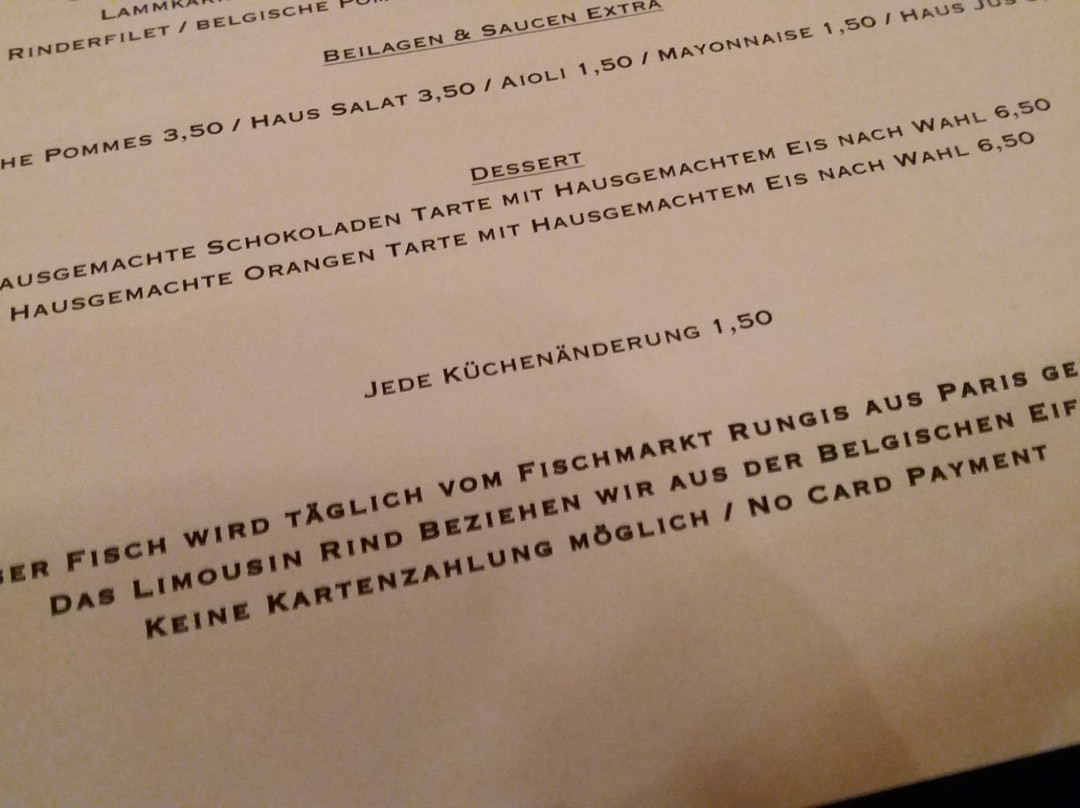 Rinderfilet / belgische
Beilagen & Saucen Extra
Pommes 3,50 / Haus Salat 3,50 / Aioli 1,50 / Mayonnaise 1,50 / Haus Jus
Dessert
Schokoladen Tarte mit Hausgemachtem Eis nach Wahl 6,50
Hausgemachte Orangen Tarte mit Hausgemachtem Eis nach Wahl 6,50
Jede Küchenänderung 1,50
Fisch wird täglich vom Fischmarkt Rungis aus Paris
Das Limousin Rind Beziehen wir aus der Belgischen
Keine Kartenzahlung möglich / No Card Payment